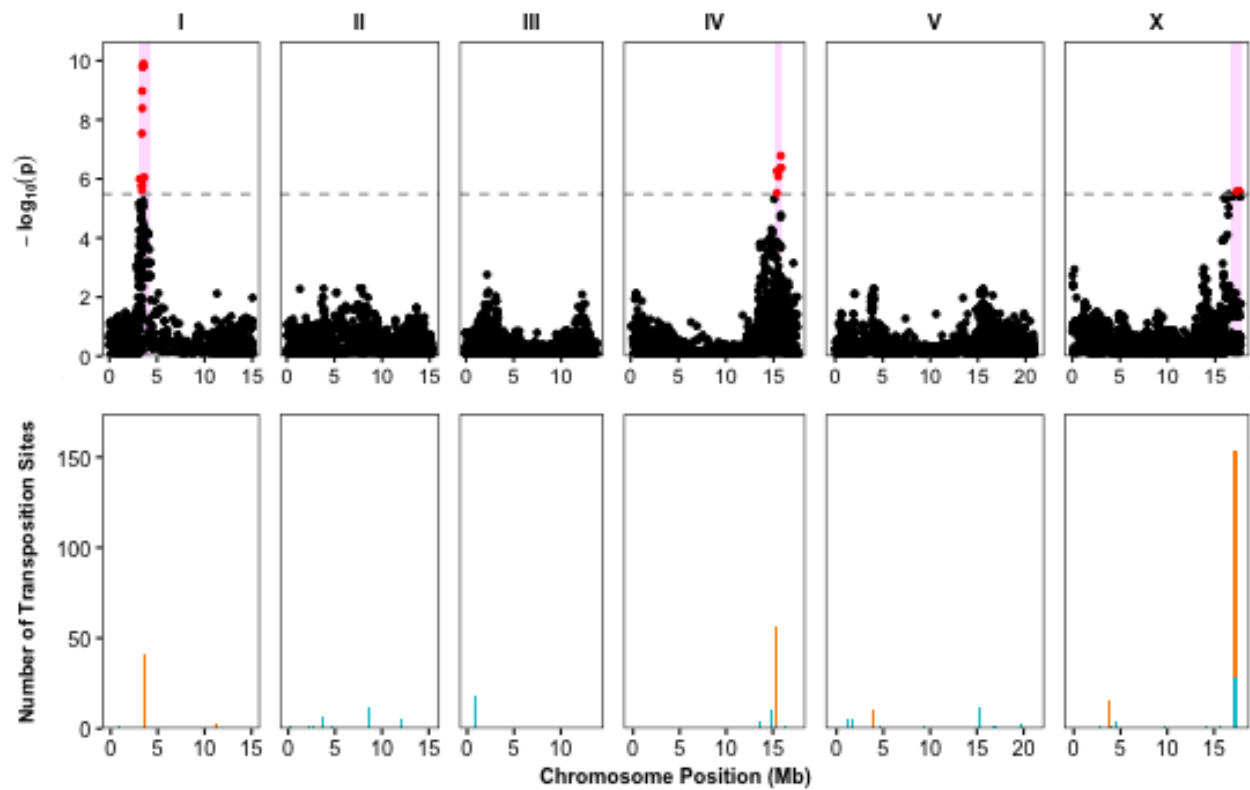 I II III IV V X
− log10(p)
10
8
6
4
2
0
0 5 10 15 0 5 10 15 0 5 10 0 5 10 15 0 5 10 15 20 0 5 10 15
Number of Transposition Sites
150
100
50
0
0 5 10 15 0 5 10 15 0 5 10 0 5 10 15 0 5 10 15 20 0 5 10 15
Chromosome Position (Mb)